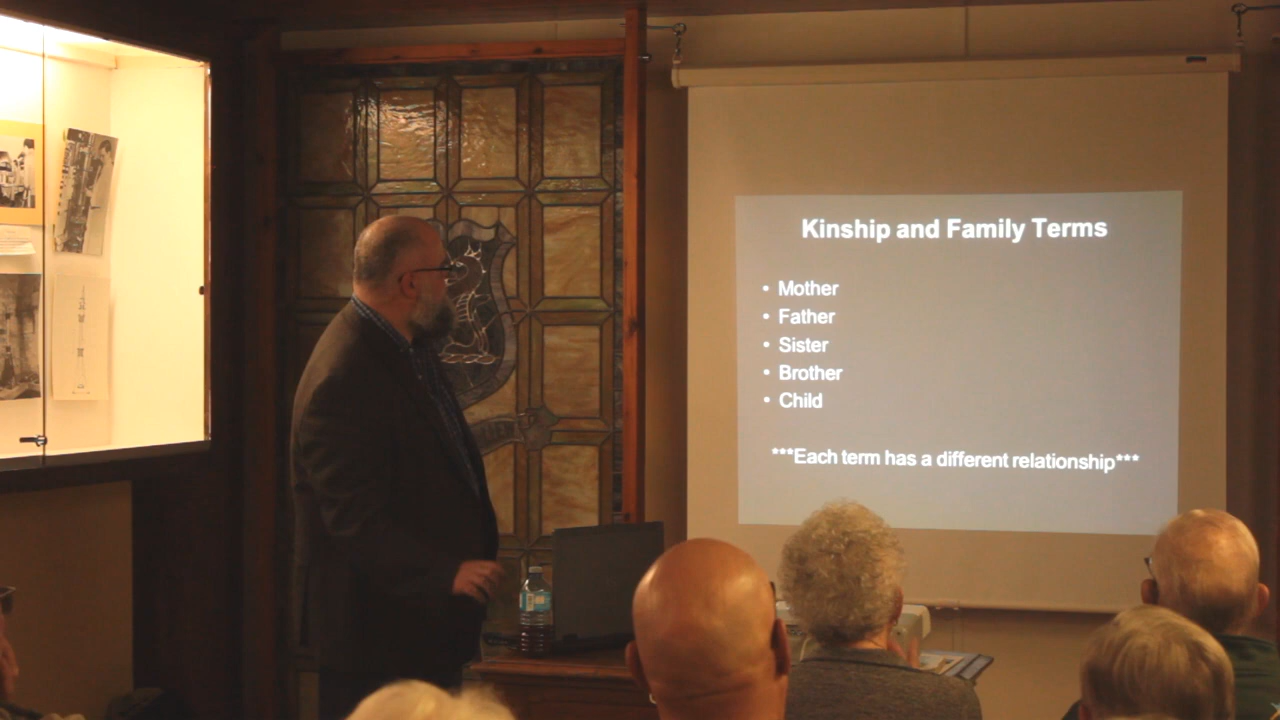 Kinship and Family Terms
• Mother
• Father
• Sister
• Brother
• Child
***Each term has a different relationship***